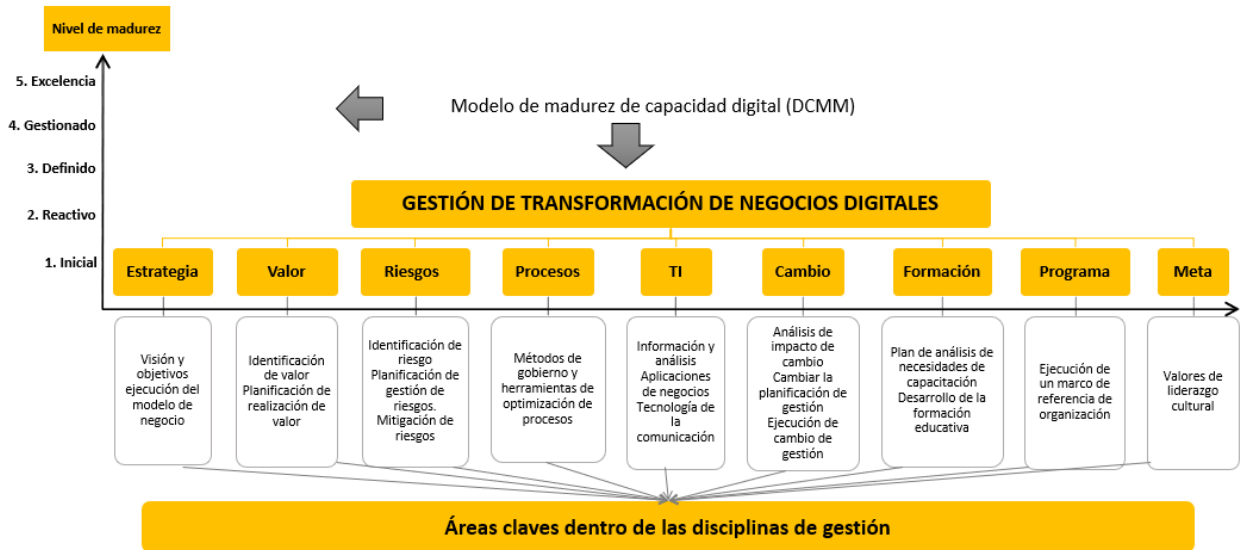 Nivel de madurez
5. Excelencia
4. Gestionado
3. Definido
2. Reactivo
1. Inicial
Modelo de madurez de capacidad digital (DCMM)
GESTIÓN DE TRANSFORMACIÓN DE NEGOCIOS DIGITALES
Estrategia
Valor
Riesgos
Procesos
TI
Cambio
Formación
Programa
Meta
Visión y
objetivos
ejecución del
modelo de
negocio
Identificación
de valor
Planificación de
realización de
valor
Identificación de
riesgo
Planificación de
gestión de
riesgos.
Mitigación de
riesgos
Métodos de
gobierno y
herramientas de
optimización de
procesos
Información y
análisis
Aplicaciones de
negocios
Tecnología de
la
comunicación
Análisis de
impacto de
cambio
Cambiar la
planificación de
gestión
Ejecución de
cambio de
gestión
Plan de análisis de
necesidades de
capacitación
Desarrollo de la
formación
educativa
Ejecución de
un marco de
referencia de
organización
Valores de
liderazgo
cultural
Áreas claves dentro de las disciplinas de gestión